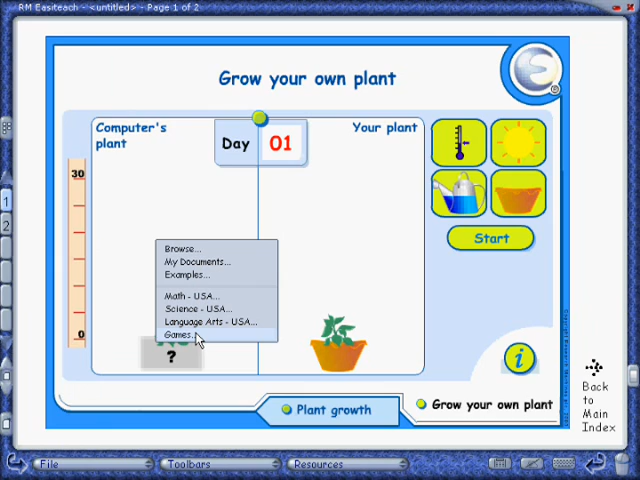 RM Easiteach - <untitled> - Page 1 of 2
Grow your own plant
Computer's
plant
Day 01
Your plant
30
0
Start
Browse...
My Documents...
Examples...
Math - USA...
Science - USA...
Language Arts - USA...
Games...
?
i
Back
to
Main
Index
Plant growth
Grow your own plant
1
2
File
Toolbars
Resources